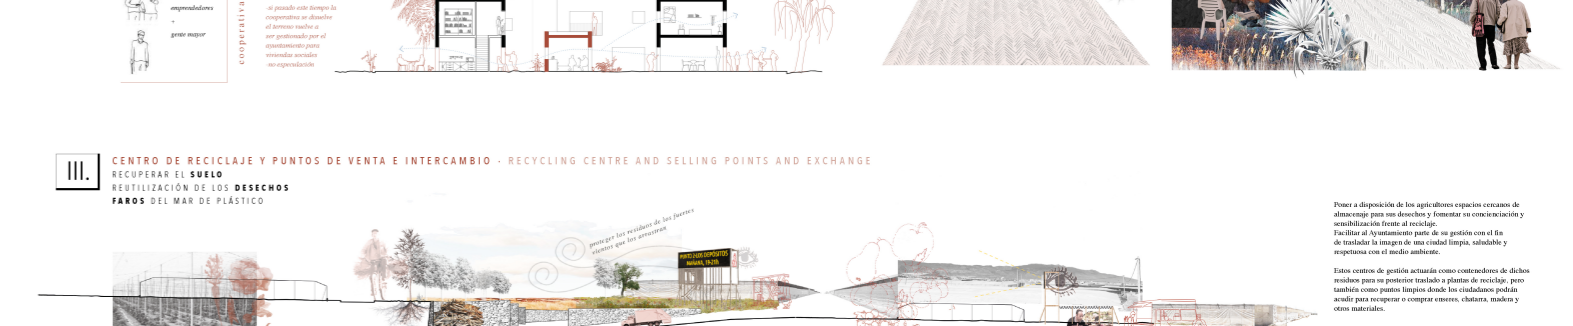 emprendedores
+
gente mayor
cooperativa
-si pasado este tiempo la
cooperativa se disuelve
el terreno vuelve a
ser gestionado por el
ayuntamiento para
viviendas sociales
-no especulación
III.
CENTRO DE RECICLAJE Y PUNTOS DE VENTA E INTERCAMBIO · RECYCLING CENTRE AND SELLING POINTS AND EXCHANGE
RECUPERAR EL SUELO
REUTILIZACIÓN DE LOS DESECHOS
FAROS DEL MAR DE PLÁSTICO
proteger los residuos de los fuertes
vientos que los arrastran
PUNTO 2-LOS DEPÓSITOS
MAÑANA, 19-21h
Poner a disposición de los agricultores espacios cercanos de
almacenaje para sus desechos y fomentar su concienciación y
sensibilización frente al reciclaje.
Facilitar al Ayuntamiento parte de su gestión con el fin
de trasladar la imagen de una ciudad limpia, saludable y
respetuosa con el medio ambiente.
Estos centros de gestión actuarán como contenedores de dichos
residuos para su posterior traslado a plantas de reciclaje, pero
también como puntos limpios donde los ciudadanos podrán
acudir para recuperar o comprar enseres, chatarra, madera y
otros materiales.